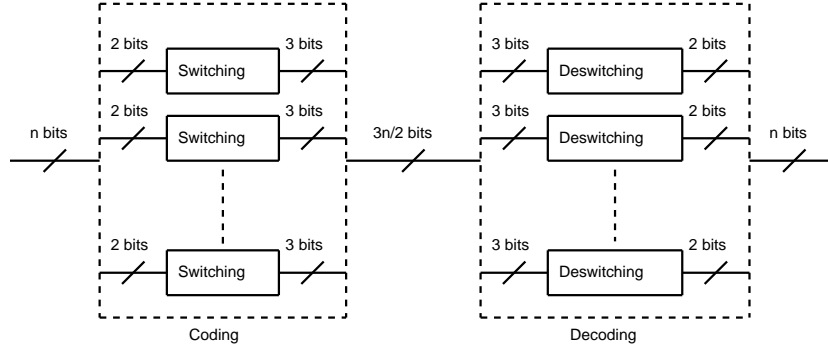 2 bits 3 bits 3 bits 2 bits
Switching Deswitching
2 bits 3 bits 3 bits 2 bits
n bits Switching 3n/2 bits Deswitching n bits
2 bits 3 bits 3 bits 2 bits
Switching Deswitching
Coding Decoding